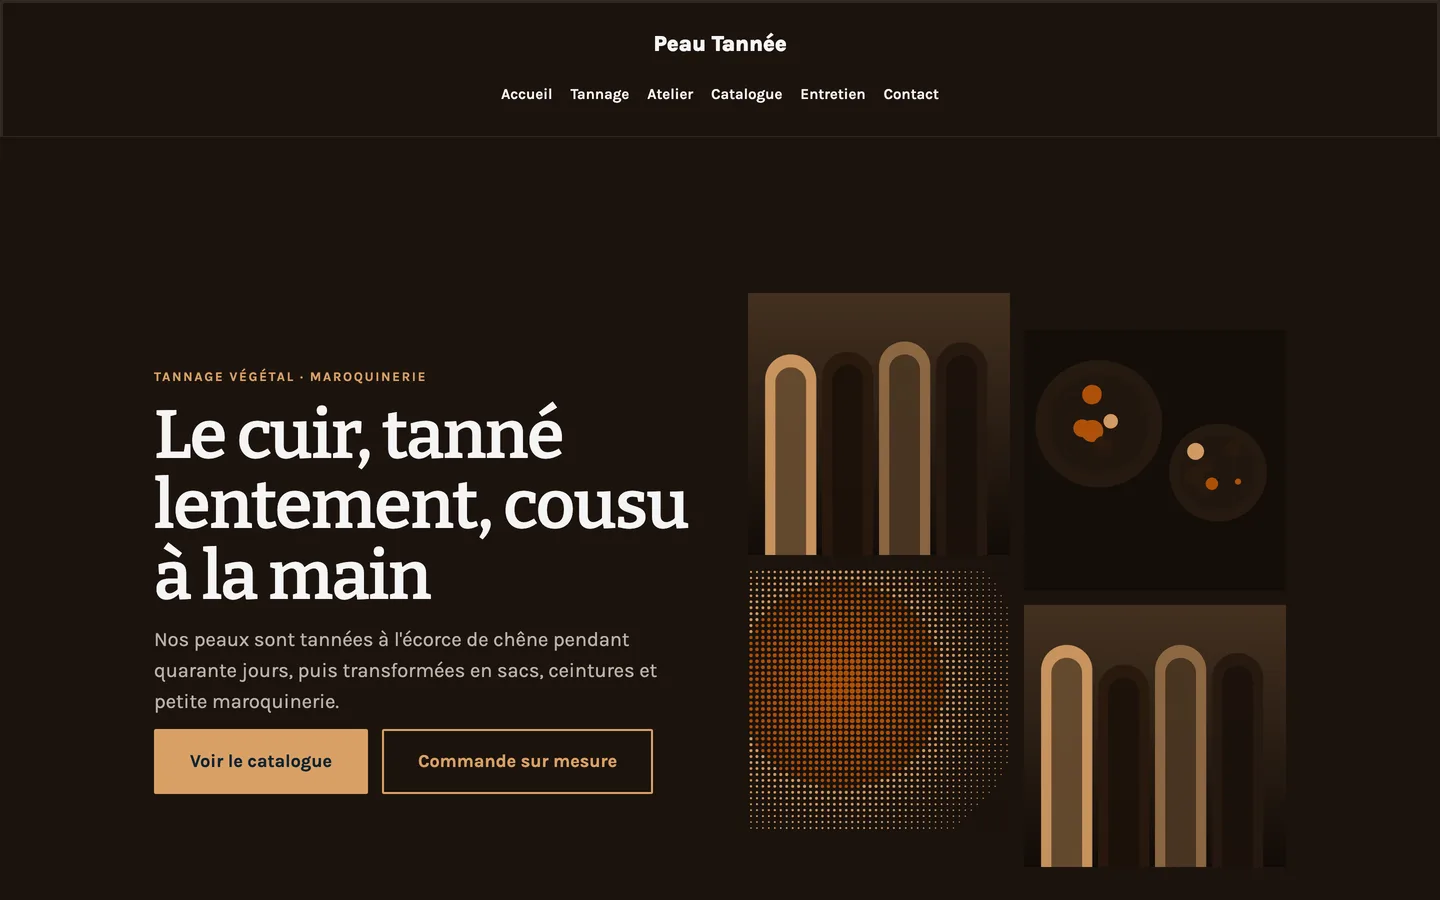 Peau Tannée
Accueil Tannage Atelier Catalogue Entretien Contact
TANNAGE VÉGÉTAL · MAROQUINERIE
Le cuir, tanné
lentement, cousu
à la main
Nos peaux sont tannées à l'écorce de chêne pendant
quarante jours, puis transformées en sacs, ceintures et
petite maroquinerie.
Voir le catalogue
Commande sur mesure